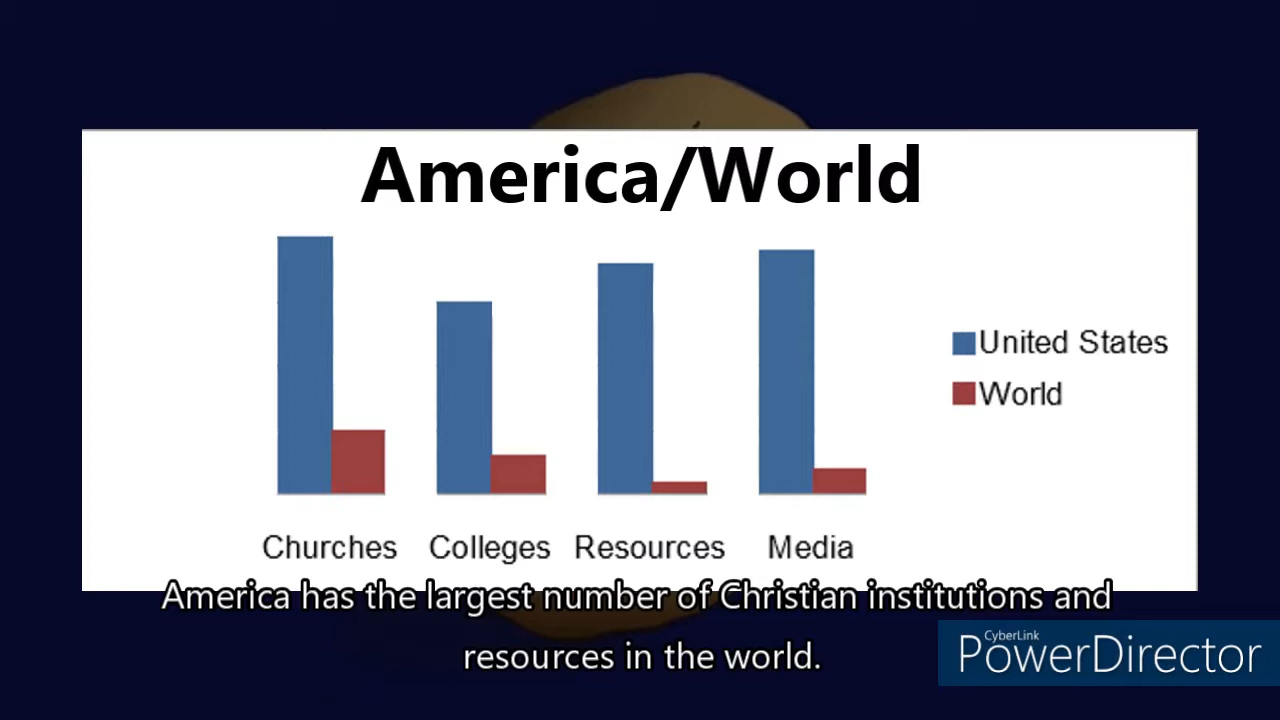 America/World
United States
World
Churches Colleges Resources Media
America has the largest number of Christian institutions and
resources in the world.
CyberLink
PowerDirector